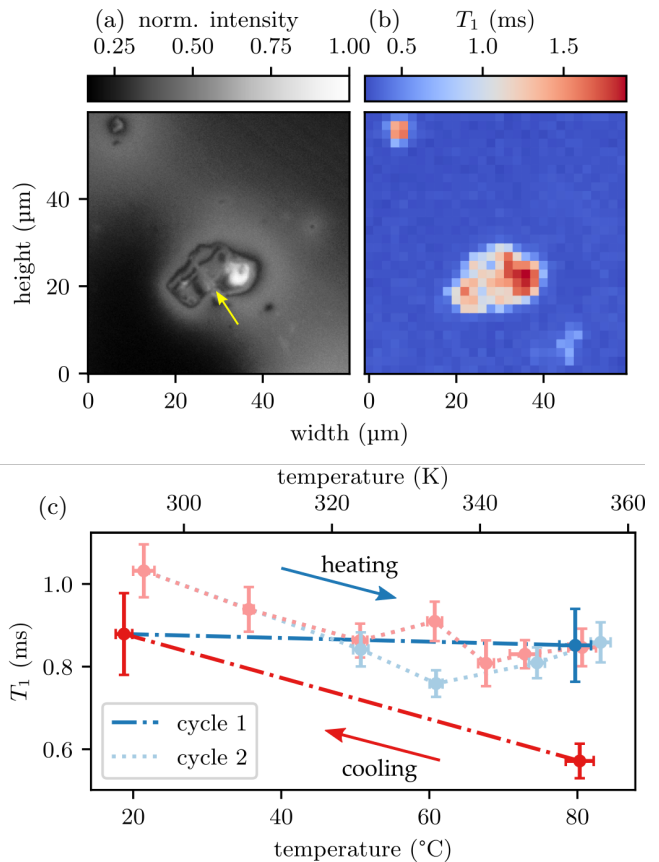 (a) norm. intensity
0.25 0.50 0.75 1.00
(b) T₁ (ms)
0.5 1.0 1.5
height (µm)
40
20
0
0 20 40
0 20 40
width (µm)
(c) temperature (K)
300 320 340 360
T₁ (ms)
1.0
0.8
0.6
heating
cooling
cycle 1
cycle 2
20 40 60 80
temperature (°C)